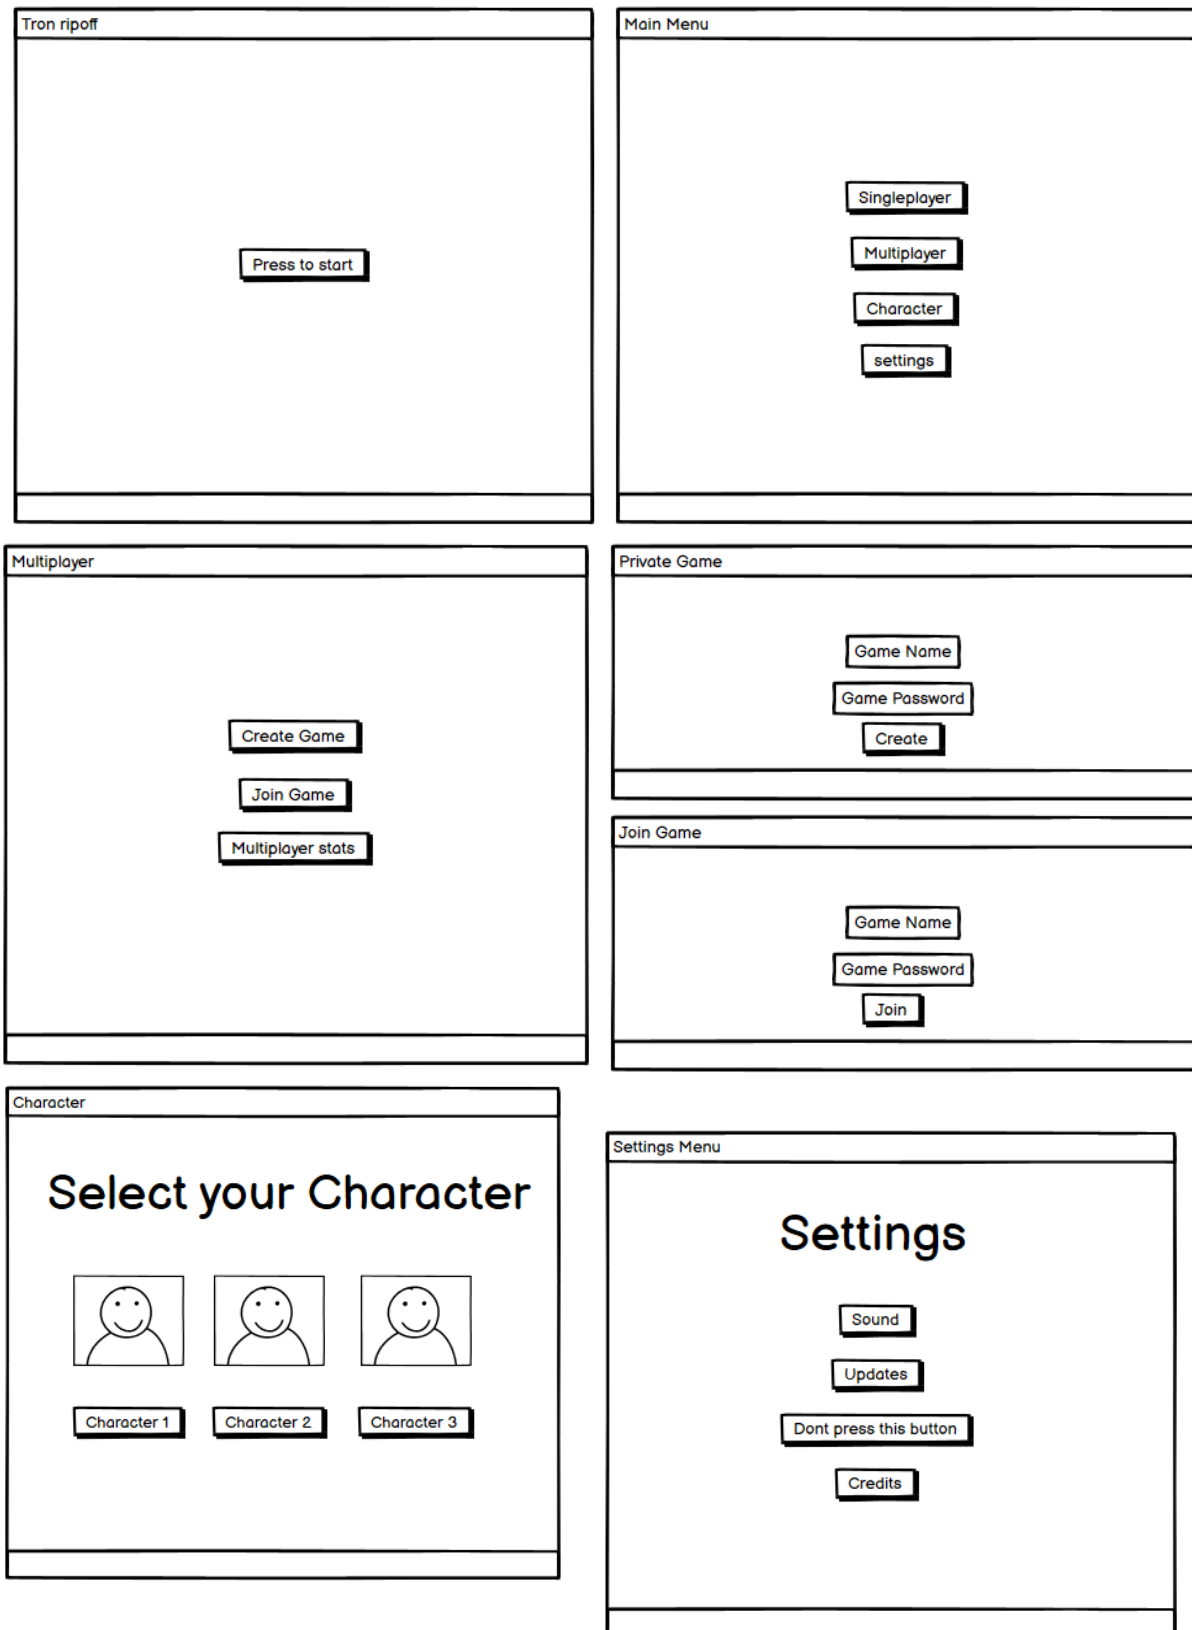 Tron ripoff
Press to start
Main Menu
Singleplayer
Multiplayer
Character
settings
Multiplayer
Create Game
Join Game
Multiplayer stats
Private Game
Game Name
Game Password
Create
Join Game
Game Name
Game Password
Join
Character
Select your Character
Character 1
Character 2
Character 3
Settings Menu
Settings
Sound
Updates
Dont press this button
Credits